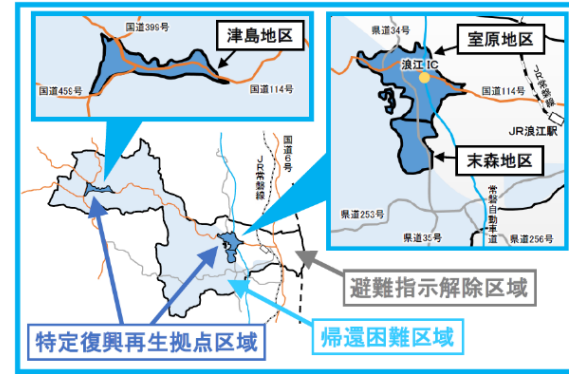 国道399号
津島地区
国道459号
国道114号
県道34号
室原地区
浪江IC
JR常磐線
国道114号
JR浪江駅
末森地区
常磐自動車道
県道253号
県道35号
県道256号
国道6号
JR常磐線
避難指示解除区域
特定復興再生拠点区域
帰還困難区域